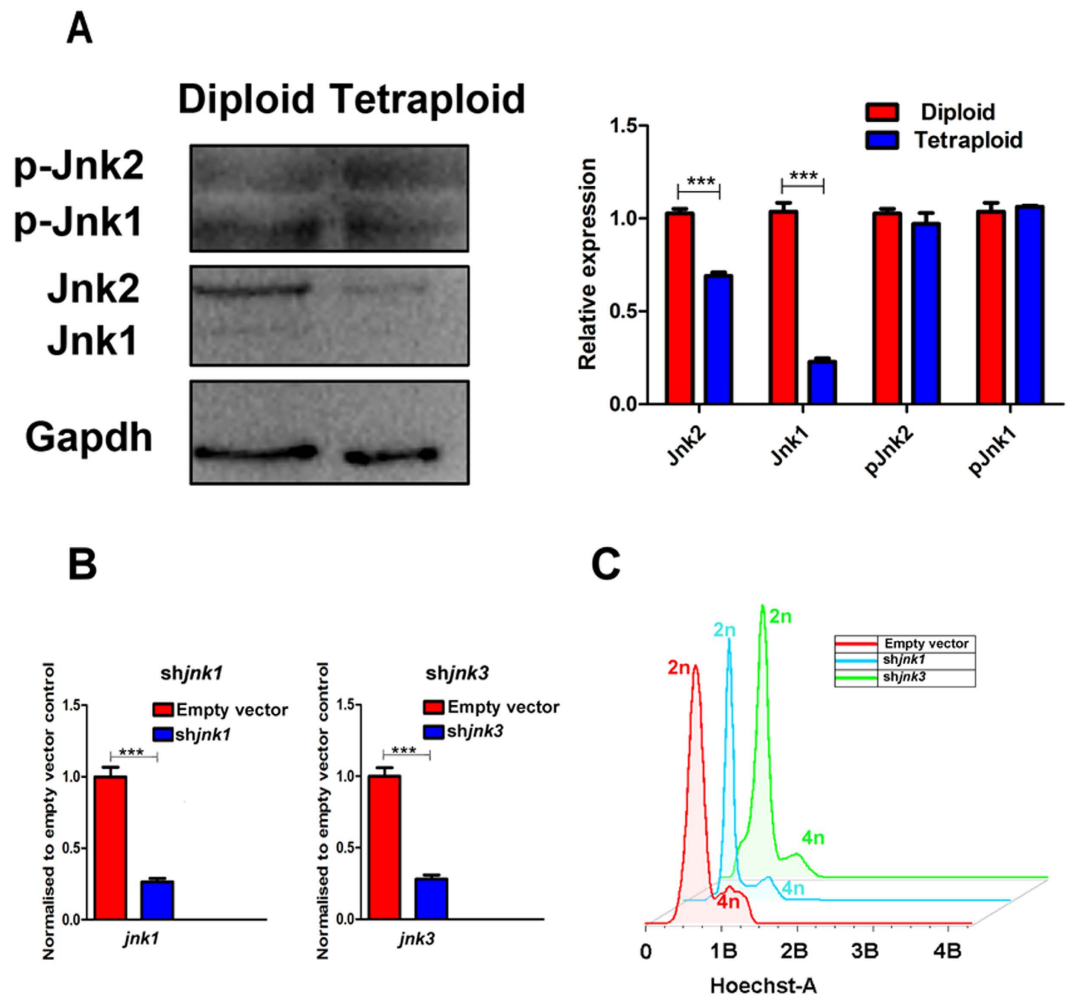 A
Diploid Tetraploid
p-Jnk2
p-Jnk1
Jnk2
Jnk1
Gapdh
Diploid
Tetraploid
Relative expression
1.5
1.0
0.5
0.0
***
***
Jnk2
Jnk1
pJnk2
pJnk1
B
shjnk1
Empty vector
shjnk1
Normalised to empty vector control
1.5
1.0
0.5
0.0
***
jnk1
shjnk3
Empty vector
shjnk3
Normalised to empty vector control
1.5
1.0
0.5
0.0
***
jnk3
C
2n
2n
2n
4n
4n
4n
Empty vector
shjnk1
shjnk3
0 1B 2B 3B 4B
Hoechst-A